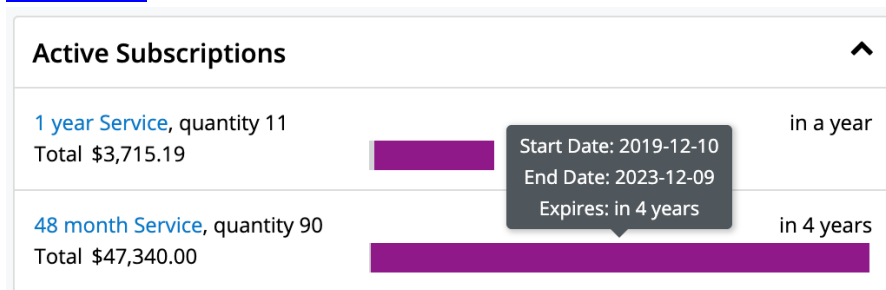 Active Subscriptions
1 year Service, quantity 11
in a year
Total $3,715.19
Start Date: 2019-12-10
End Date: 2023-12-09
Expires: in 4 years
48 month Service, quantity 90
in 4 years
Total $47,340.00